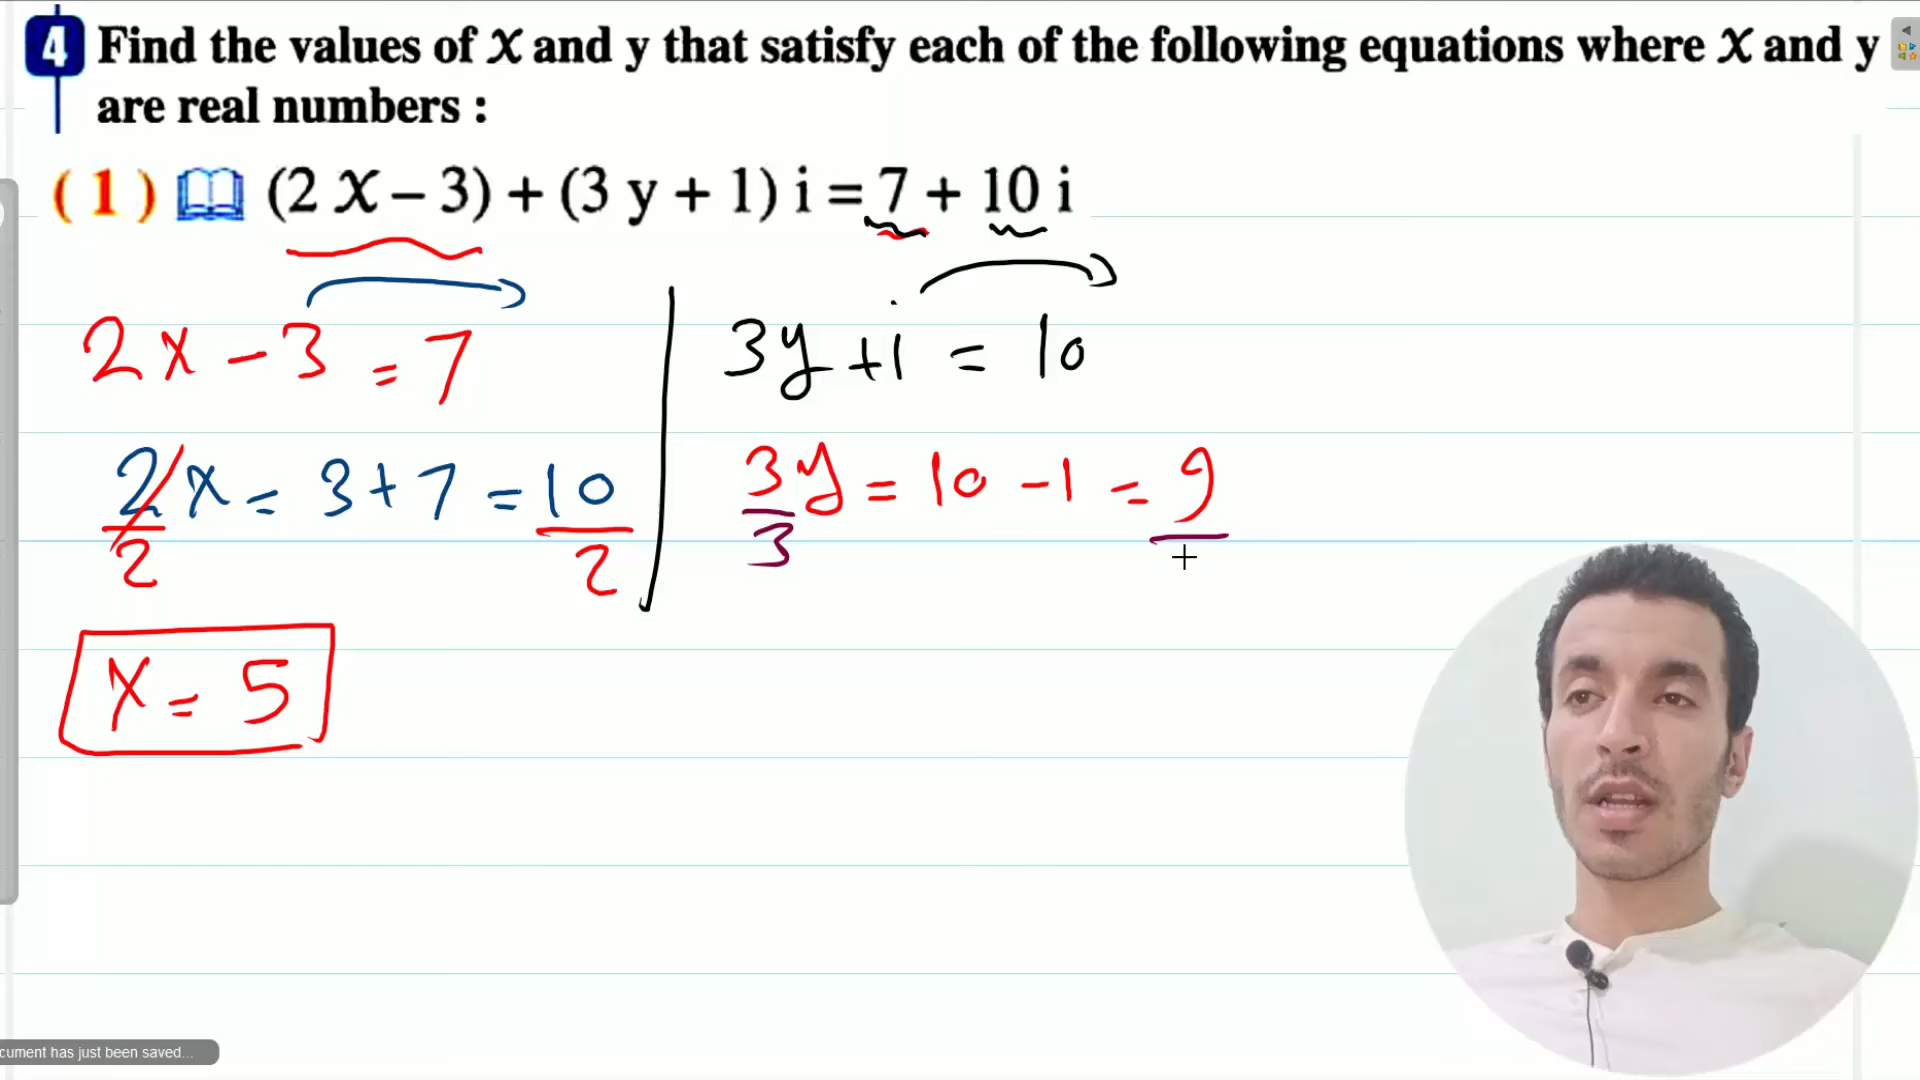 4 Find the values of x and y that satisfy each of the following equations where x and y
are real numbers :
(1) (2 x – 3) + (3 y + 1) i = 7 + 10 i
2x - 3 = 7
3y + 1 = 10
2x = 3 + 7 = 10
3y = 10 - 1 = 9
2 2
3
x = 5
cument has just been saved...